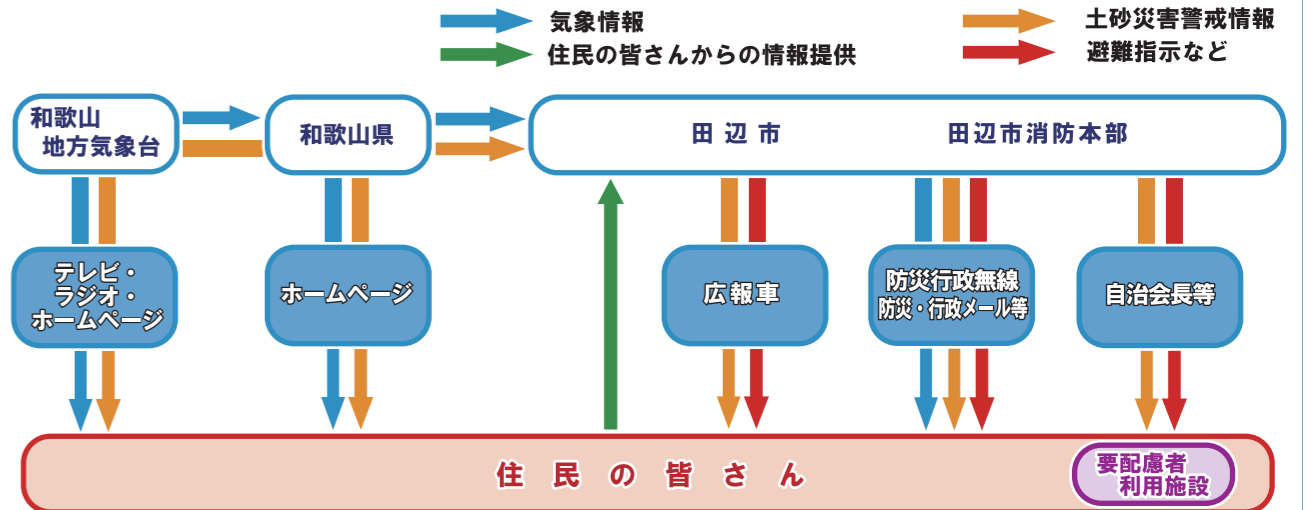 気象情報
土砂災害警戒情報
住民の皆さんからの情報提供
避難指示など
和歌山
地方気象台
和歌山県
田辺市
田辺市消防本部
テレビ・
ラジオ・
ホームページ
ホームページ
広報車
防災行政無線
防災・行政メール等
自治会長等
住民の皆さん
要配慮者
利用施設